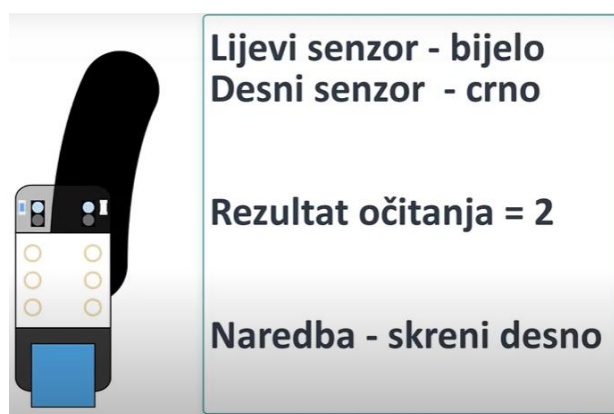 Lijevi senzor - bijelo
Desni senzor - crno
Rezultat očitanja = 2
Naredba - skreni desno